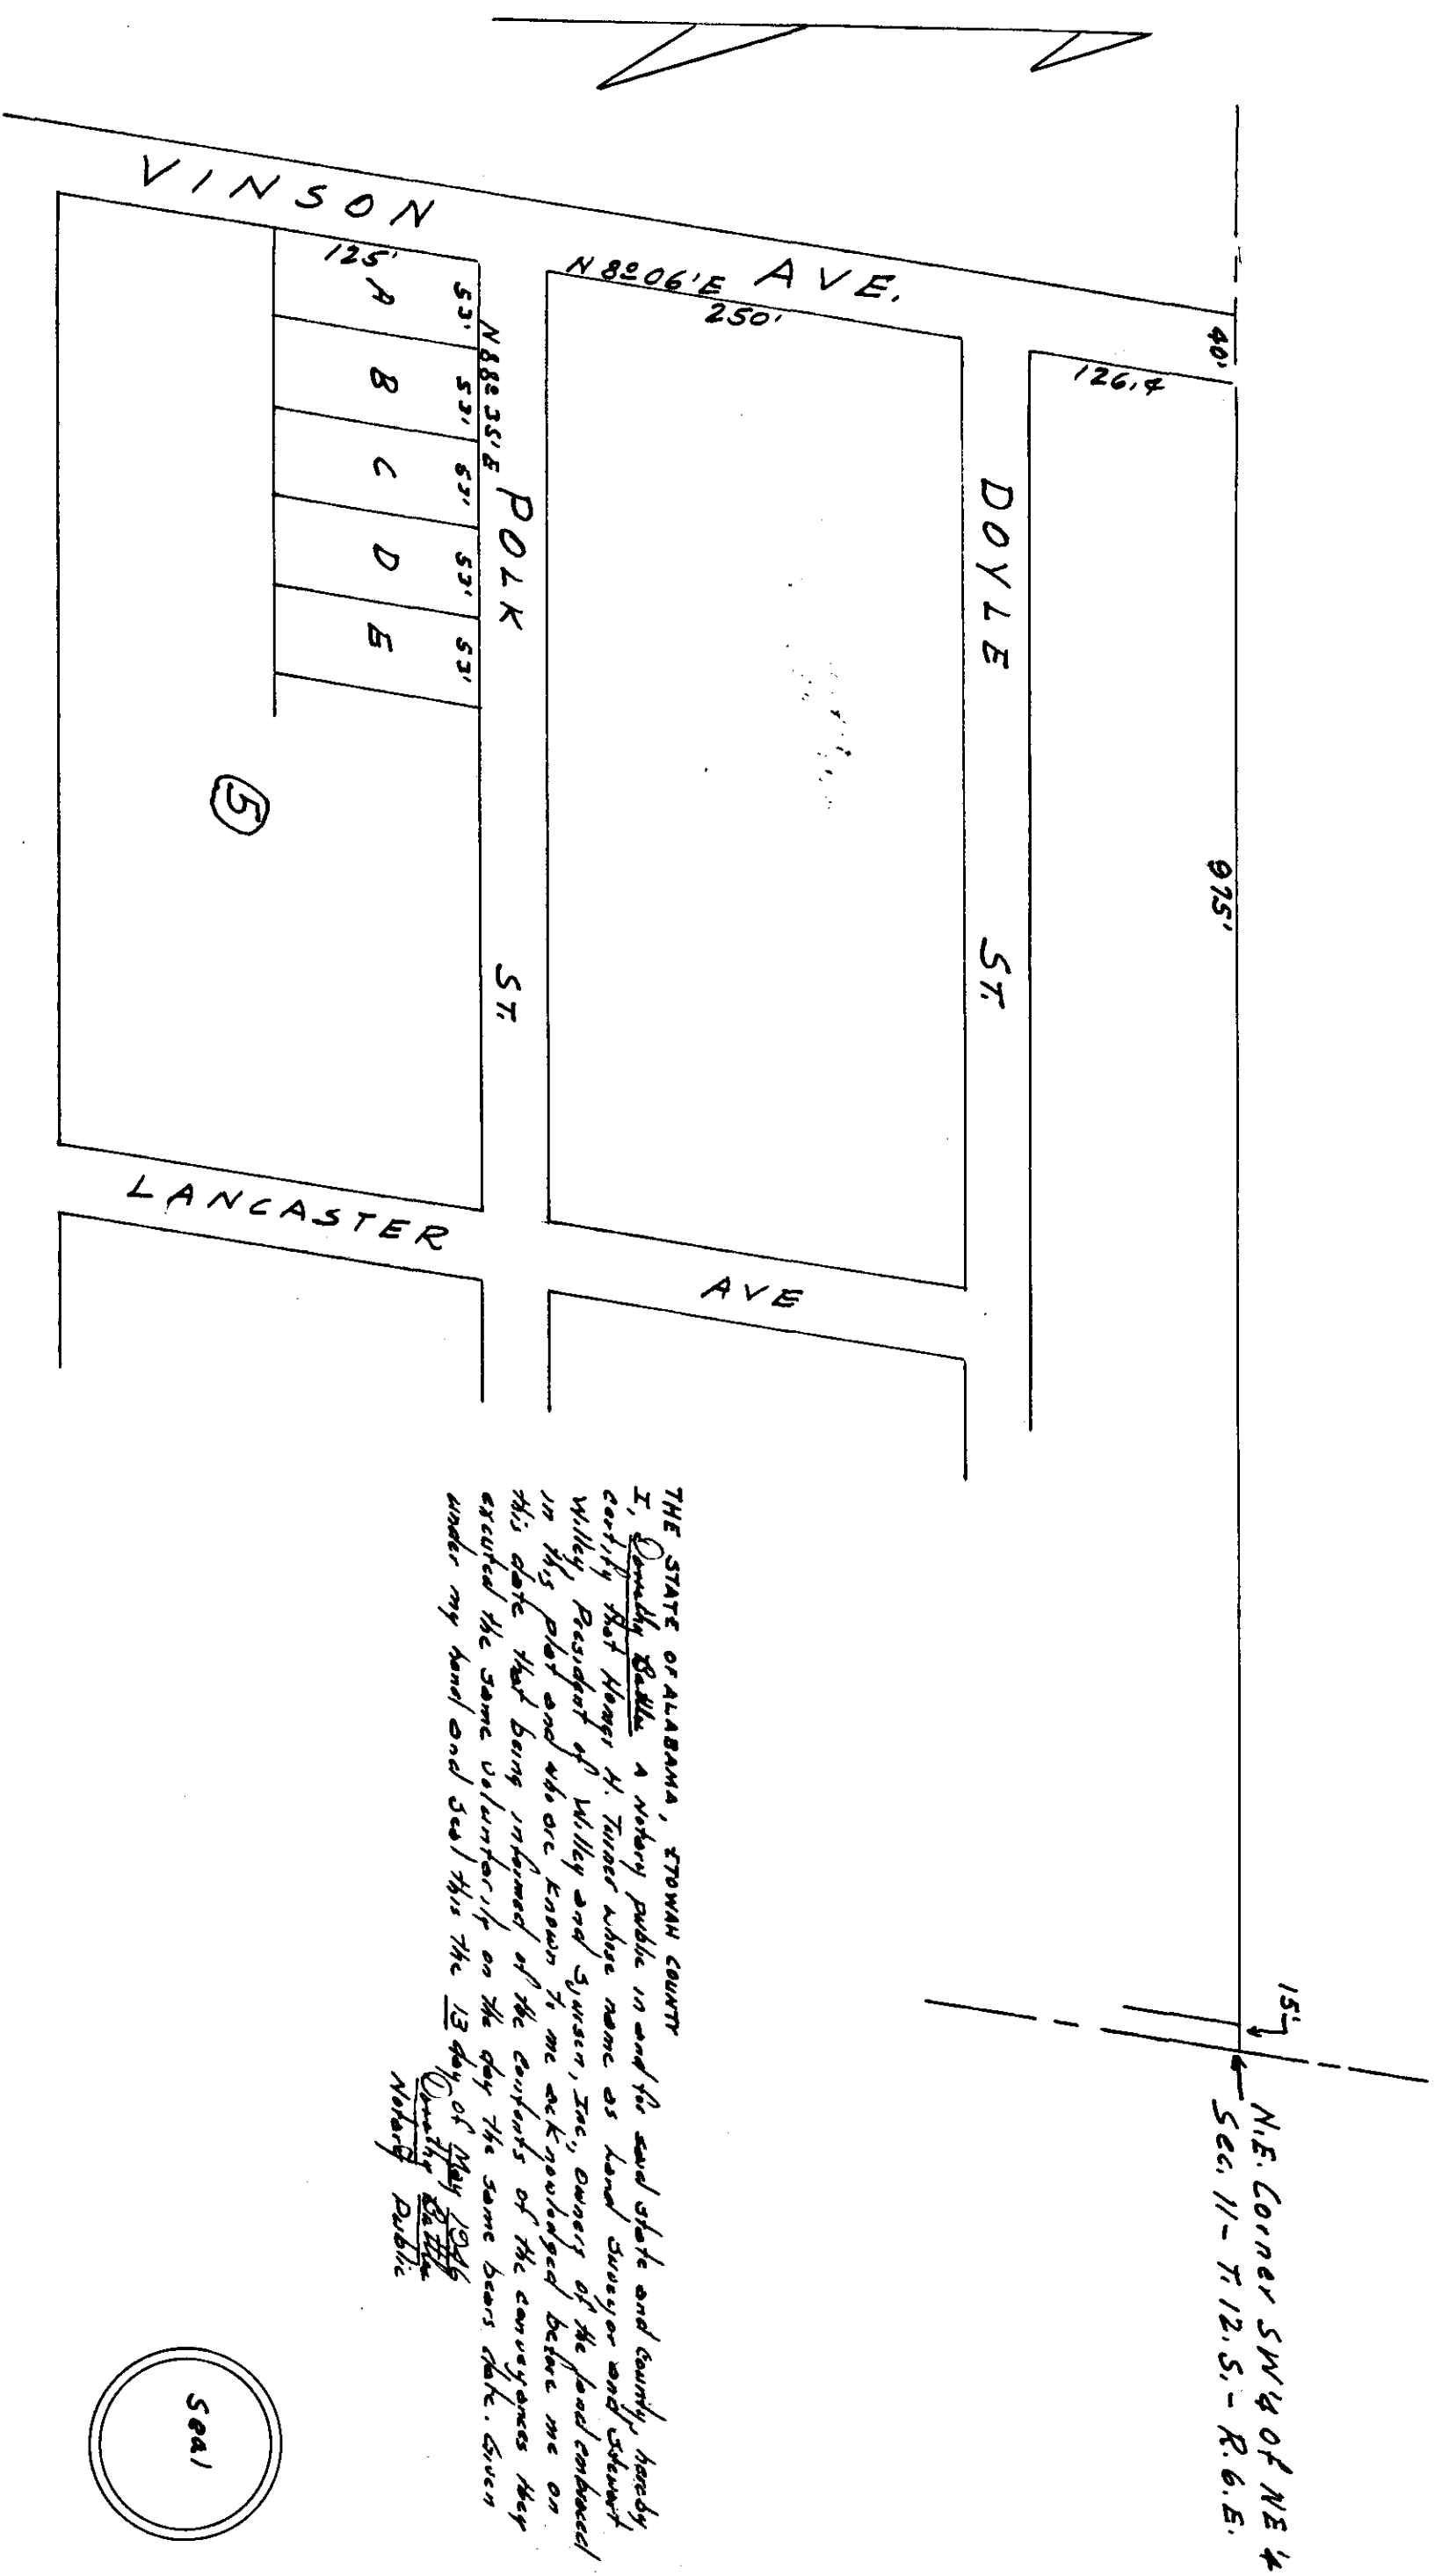 N.E. Corner SW¼ of NE¼
Sec. 11 - T. 12. S. - R. 6. E.
15'
40'
975'
126.4
DOYLE ST.
VINSON AVE.
N 8° 06' E
250'
POLK ST.
N 88° 35' E
53' 53' 53' 53' 53'
125'
A B C D E
5
LANCASTER AVE
THE STATE OF ALABAMA, ETOWAH COUNTY
I, Dorothy Battles A Notary public in and for said state and county, hereby
certify that Homer H. Turner whose name as Land Surveyor and Stewart
Willey, President of Willey and Synsen, Inc., owners of the land embraced
in this plat and who are known to me acknowledged before me on
this date that being informed of the contents of the conveyances they
executed the same voluntarily on the day the same bears date. Given
under my hand and seal this the 13 day of May 1946
Dorothy Battles
Notary Public
Seal